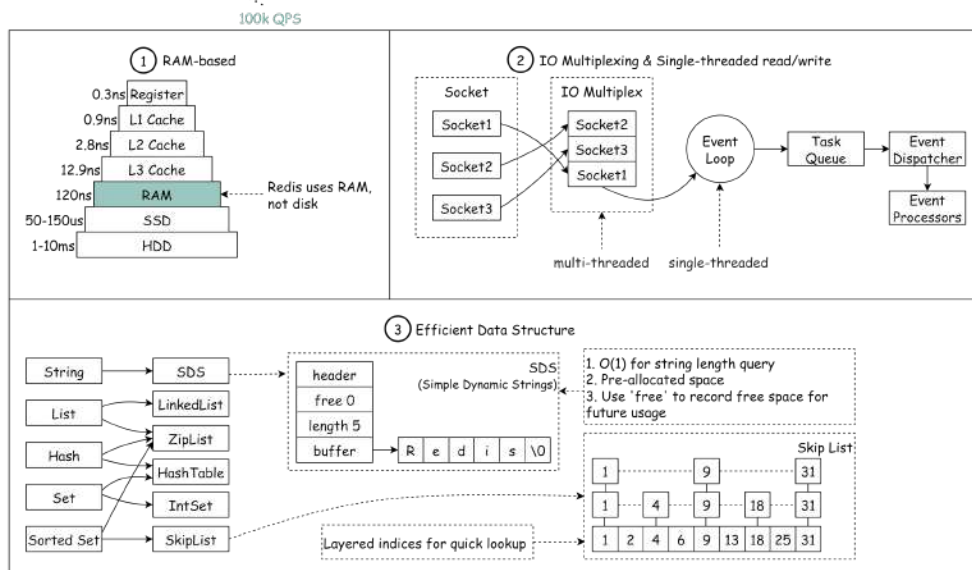 100k QPS
1 RAM-based
0.3ns Register
0.9ns L1 Cache
2.8ns L2 Cache
12.9ns L3 Cache
120ns RAM
50-150us SSD
1-10ms HDD
Redis uses RAM,
not disk
2 IO Multiplexing & Single-threaded read/write
Socket
Socket1
Socket2
Socket3
IO Multiplex
Socket2
Socket3
Socket1
Event
Loop
Task
Queue
Event
Dispatcher
Event
Processors
multi-threaded
single-threaded
3 Efficient Data Structure
String
List
Hash
Set
Sorted Set
SDS
LinkedList
ZipList
HashTable
IntSet
SkipList
header
free 0
length 5
buffer
R e d i s \0
SDS
(Simple Dynamic Strings)
1. O(1) for string length query
2. Pre-allocated space
3. Use `free` to record free space for
future usage
Skip List
1 9 31
1 4 9 18 31
1 2 4 6 9 13 18 25 31
Layered indices for quick lookup